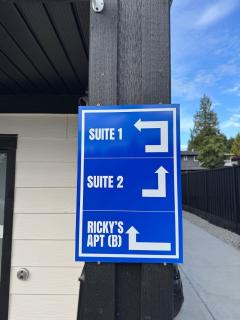 SUITE 1
SUITE 2
RICKY'S
APT (B)